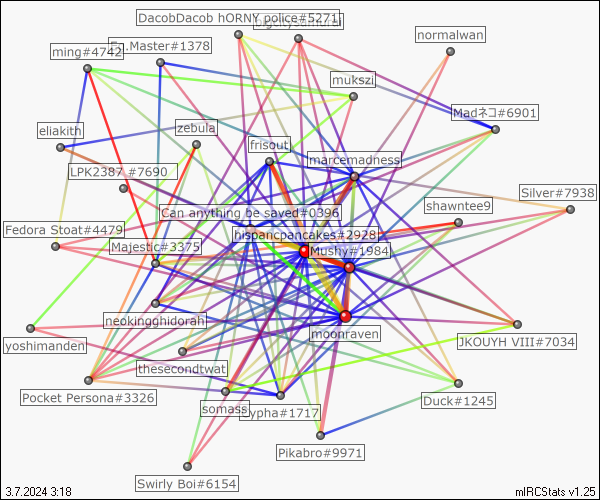 DacobDacob hORNY police#5271
normalwan
ming#4742
Master#1378
mukszi
Madネコ#6901
eliakith
zebula
frisout
marcemadness
LPK2387 #7690
Silver#7938
Can anything be saved#0396
shawntee9
Fedora Stoat#4479
hispancpancakes#2928
Majestic#3375
Mushy#1984
neokingghidorah
moonraven
yoshimanden
JKOUYH VIII#7034
thesecondtwat
Pocket Persona#3326
Duck#1245
somass
ypha#1717
Pikabro#9971
Swirly Boi#6154
3.7.2024 3:18
mIRCStats v1.25